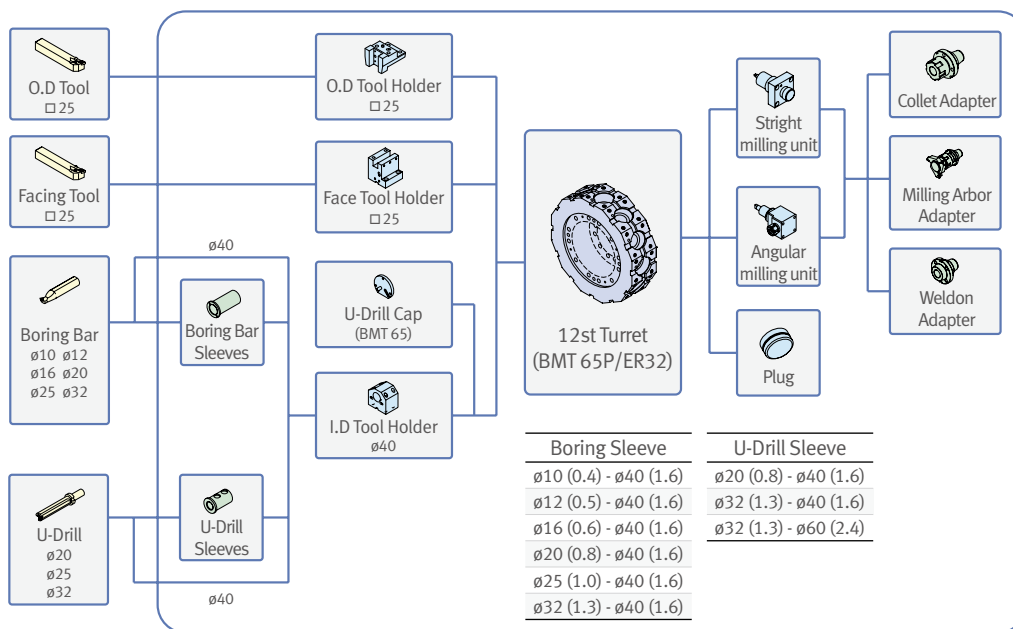 O.D Tool
□ 25
Facing Tool
□ 25
Boring Bar
ø10 ø12
ø16 ø20
ø25 ø32
U-Drill
ø20
ø25
ø32
ø40
Boring Bar
Sleeves
U-Drill
Sleeves
ø40
O.D Tool Holder
□ 25
Face Tool Holder
□ 25
U-Drill Cap
(BMT 65)
I.D Tool Holder
ø40
12st Turret
(BMT 65P/ER32)
Stright
milling unit
Angular
milling unit
Plug
Collet Adapter
Milling Arbor
Adapter
Weldon
Adapter
Boring Sleeve
ø10 (0.4) - ø40 (1.6)
ø12 (0.5) - ø40 (1.6)
ø16 (0.6) - ø40 (1.6)
ø20 (0.8) - ø40 (1.6)
ø25 (1.0) - ø40 (1.6)
ø32 (1.3) - ø40 (1.6)
U-Drill Sleeve
ø20 (0.8) - ø40 (1.6)
ø32 (1.3) - ø40 (1.6)
ø32 (1.3) - ø60 (2.4)